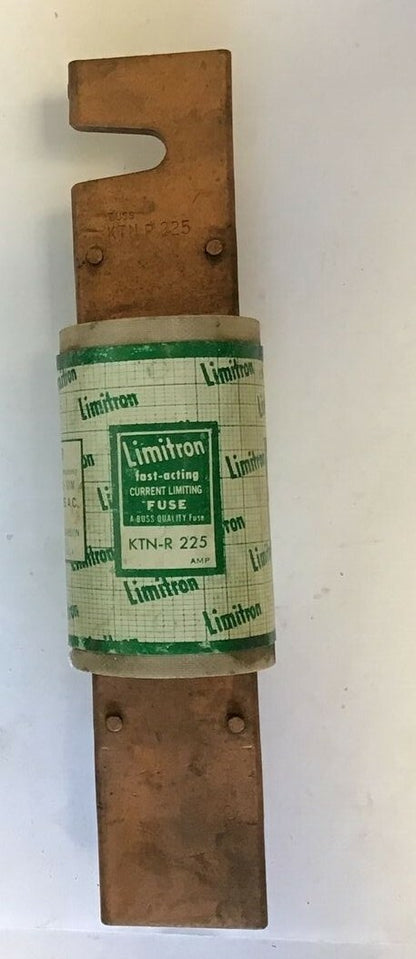 BUSS
KTN R 225
Limitron
Limitron
Limitron
Limitron
fast-acting
CURRENT LIMITING
FUSE
A BUSS QUALITY Fuse
KTN-R 225
AMP
Limitron
Limitron
Limitron
Limitron